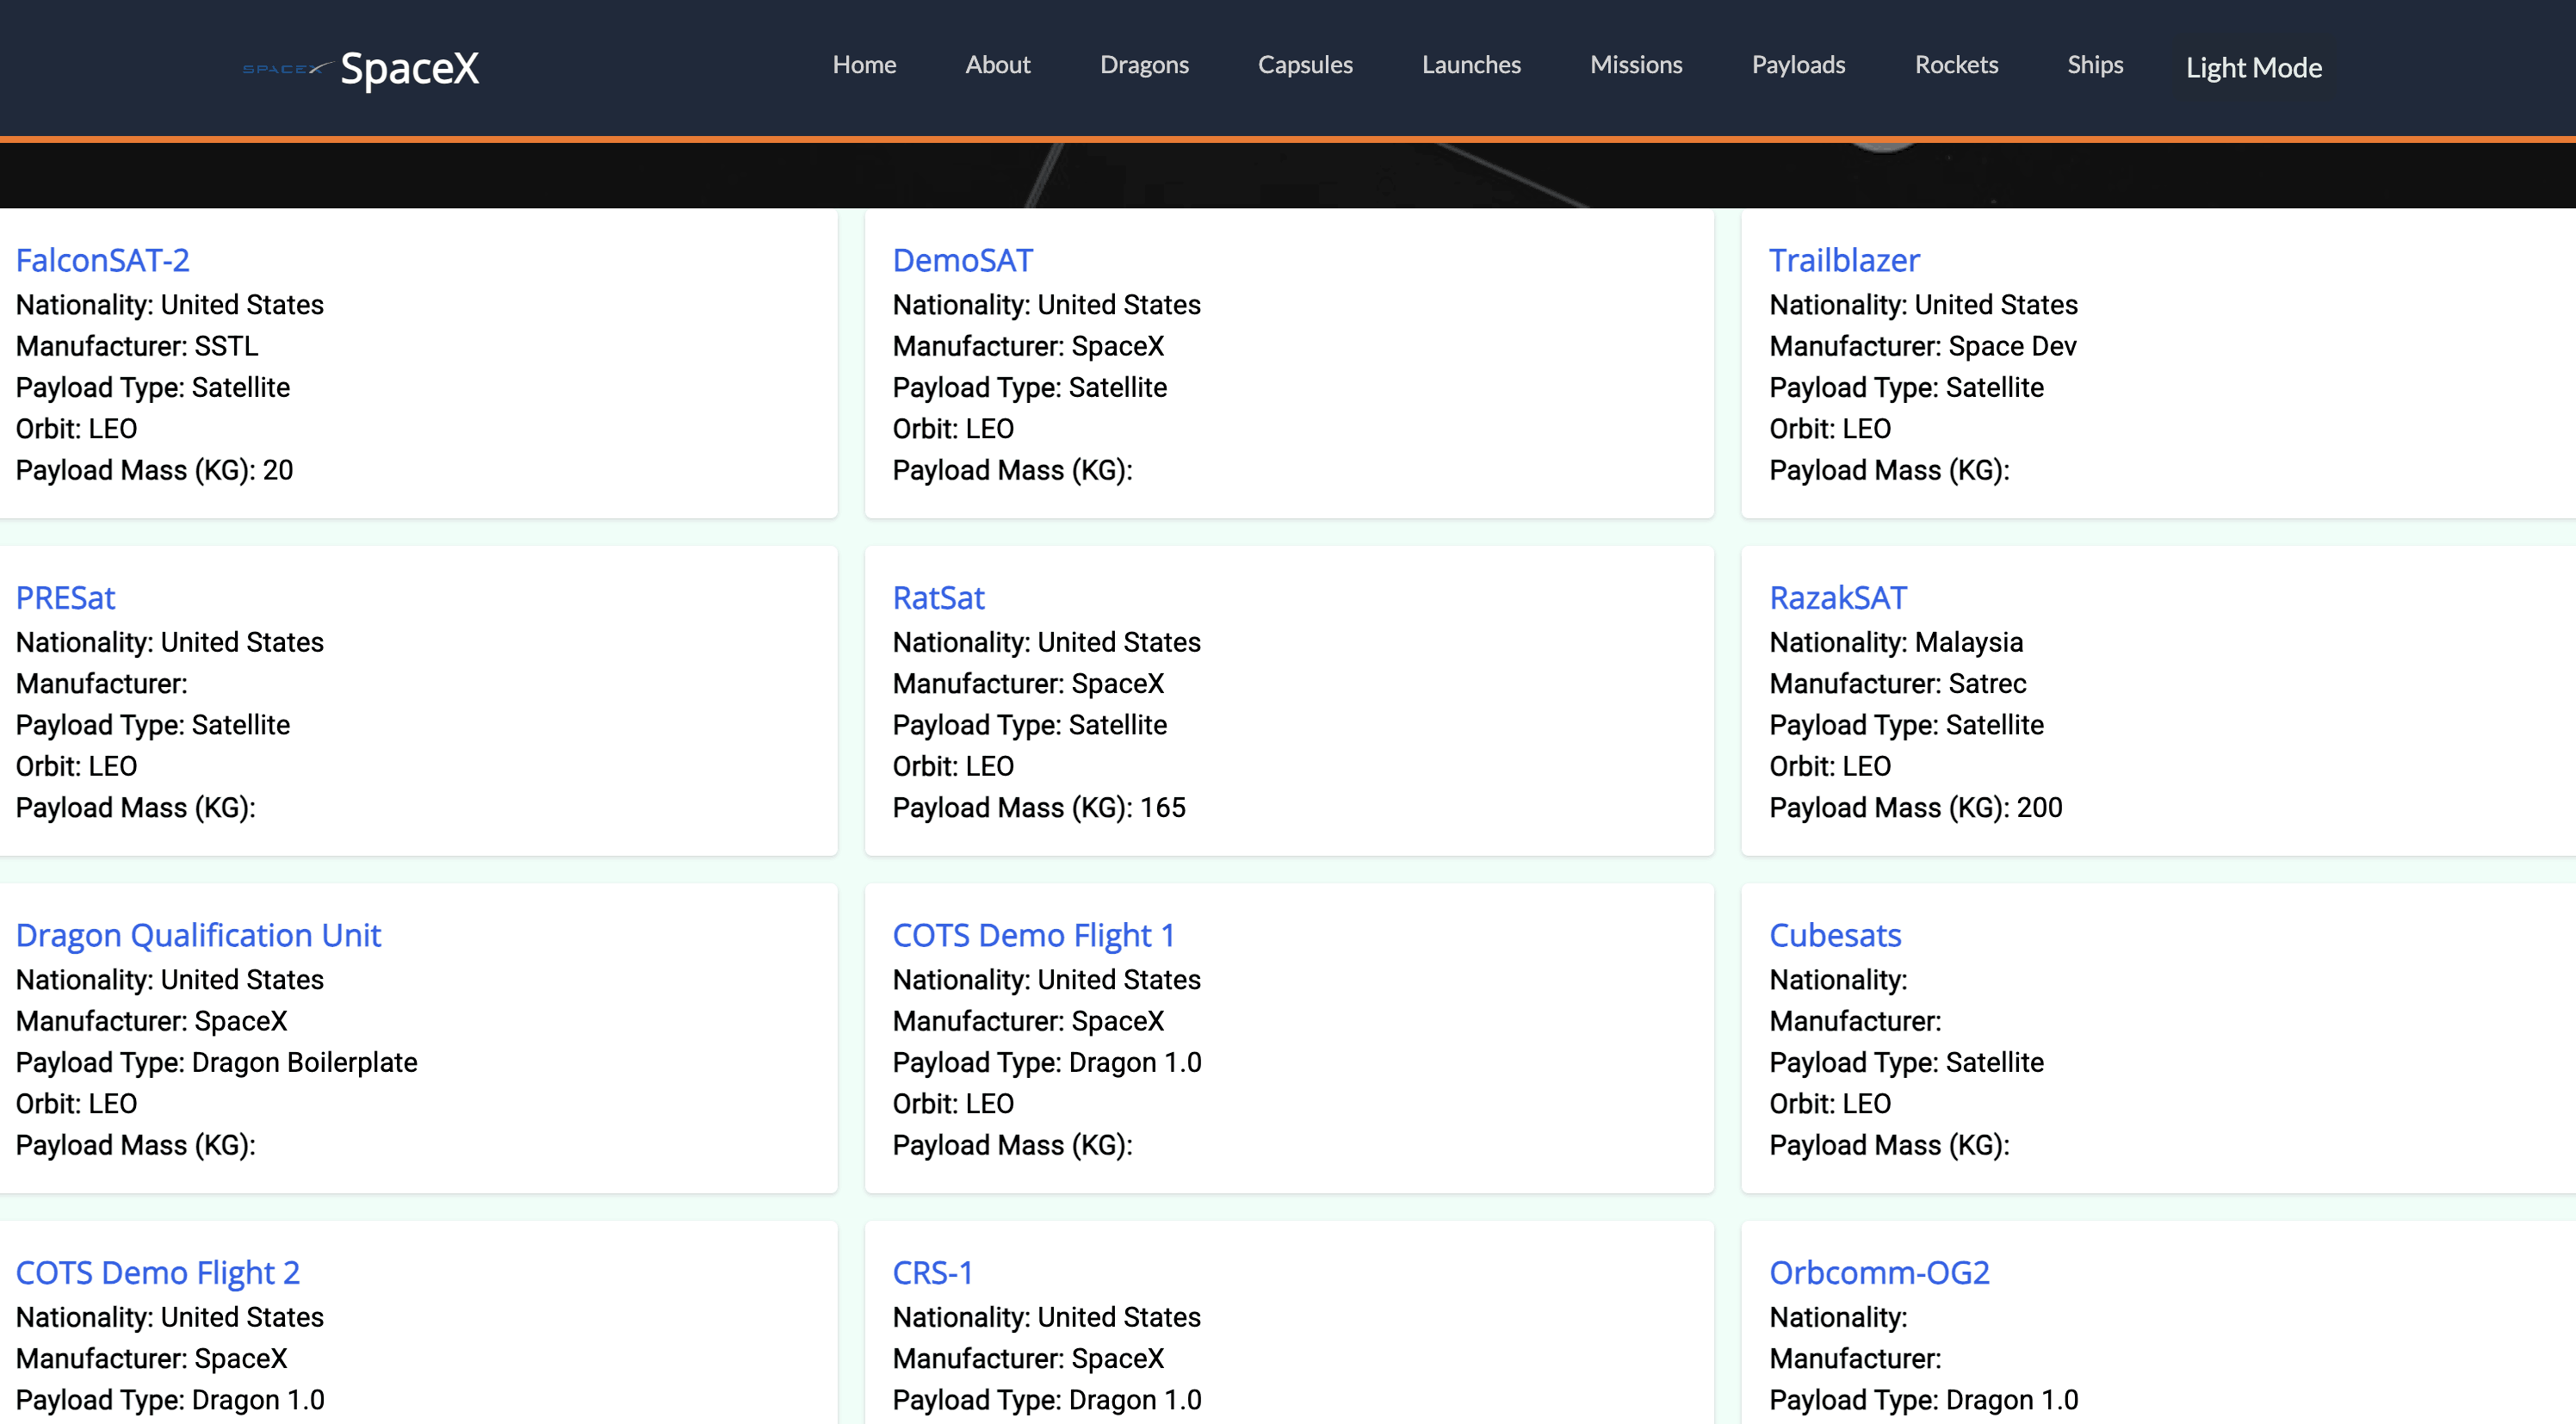 SPACEX SpaceX Home About Dragons Capsules Launches Missions Payloads Rockets Ships Light Mode
FalconSAT-2
Nationality: United States
Manufacturer: SSTL
Payload Type: Satellite
Orbit: LEO
Payload Mass (KG): 20
DemoSAT
Nationality: United States
Manufacturer: SpaceX
Payload Type: Satellite
Orbit: LEO
Payload Mass (KG):
Trailblazer
Nationality: United States
Manufacturer: Space Dev
Payload Type: Satellite
Orbit: LEO
Payload Mass (KG):
PRESat
Nationality: United States
Manufacturer:
Payload Type: Satellite
Orbit: LEO
Payload Mass (KG):
RatSat
Nationality: United States
Manufacturer: SpaceX
Payload Type: Satellite
Orbit: LEO
Payload Mass (KG): 165
RazakSAT
Nationality: Malaysia
Manufacturer: Satrec
Payload Type: Satellite
Orbit: LEO
Payload Mass (KG): 200
Dragon Qualification Unit
Nationality: United States
Manufacturer: SpaceX
Payload Type: Dragon Boilerplate
Orbit: LEO
Payload Mass (KG):
COTS Demo Flight 1
Nationality: United States
Manufacturer: SpaceX
Payload Type: Dragon 1.0
Orbit: LEO
Payload Mass (KG):
Cubesats
Nationality:
Manufacturer:
Payload Type: Satellite
Orbit: LEO
Payload Mass (KG):
COTS Demo Flight 2
Nationality: United States
Manufacturer: SpaceX
Payload Type: Dragon 1.0
CRS-1
Nationality: United States
Manufacturer: SpaceX
Payload Type: Dragon 1.0
Orbcomm-OG2
Nationality:
Manufacturer:
Payload Type: Dragon 1.0